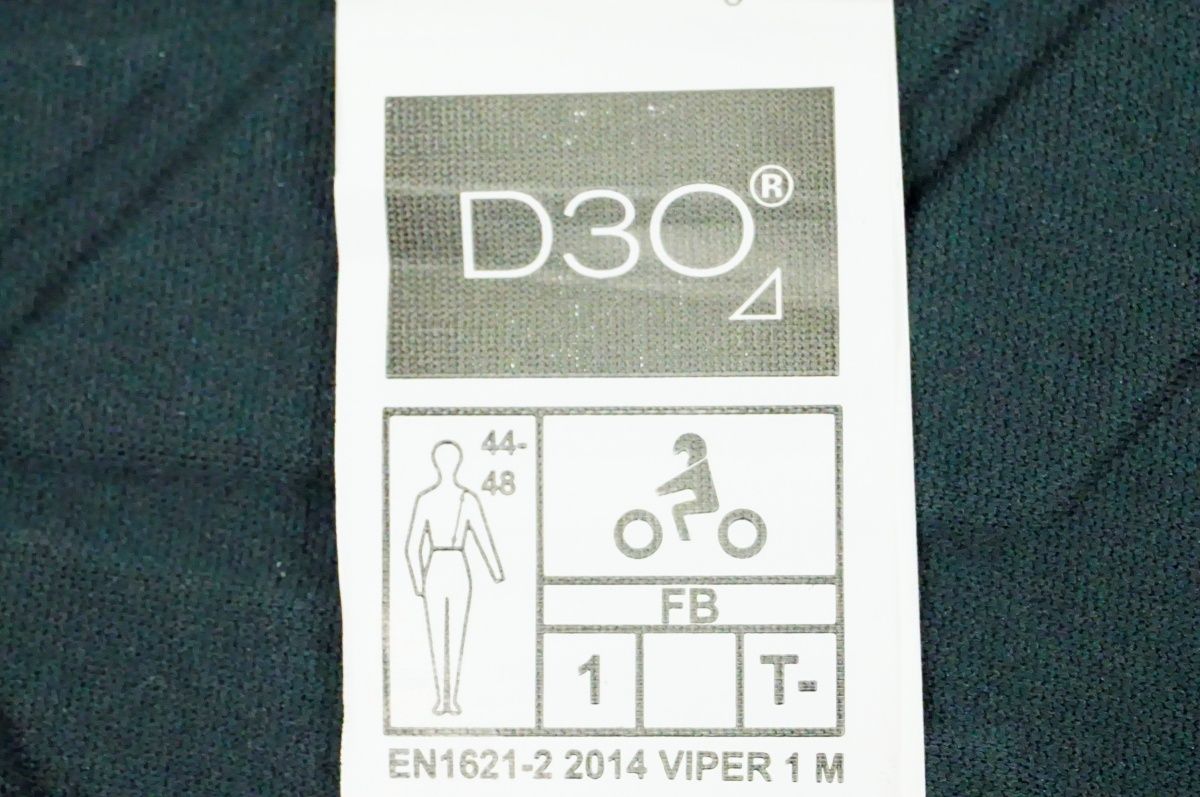 D3O®
44-
48
FB
1
T-
EN1621-2 2014 VIPER 1 M